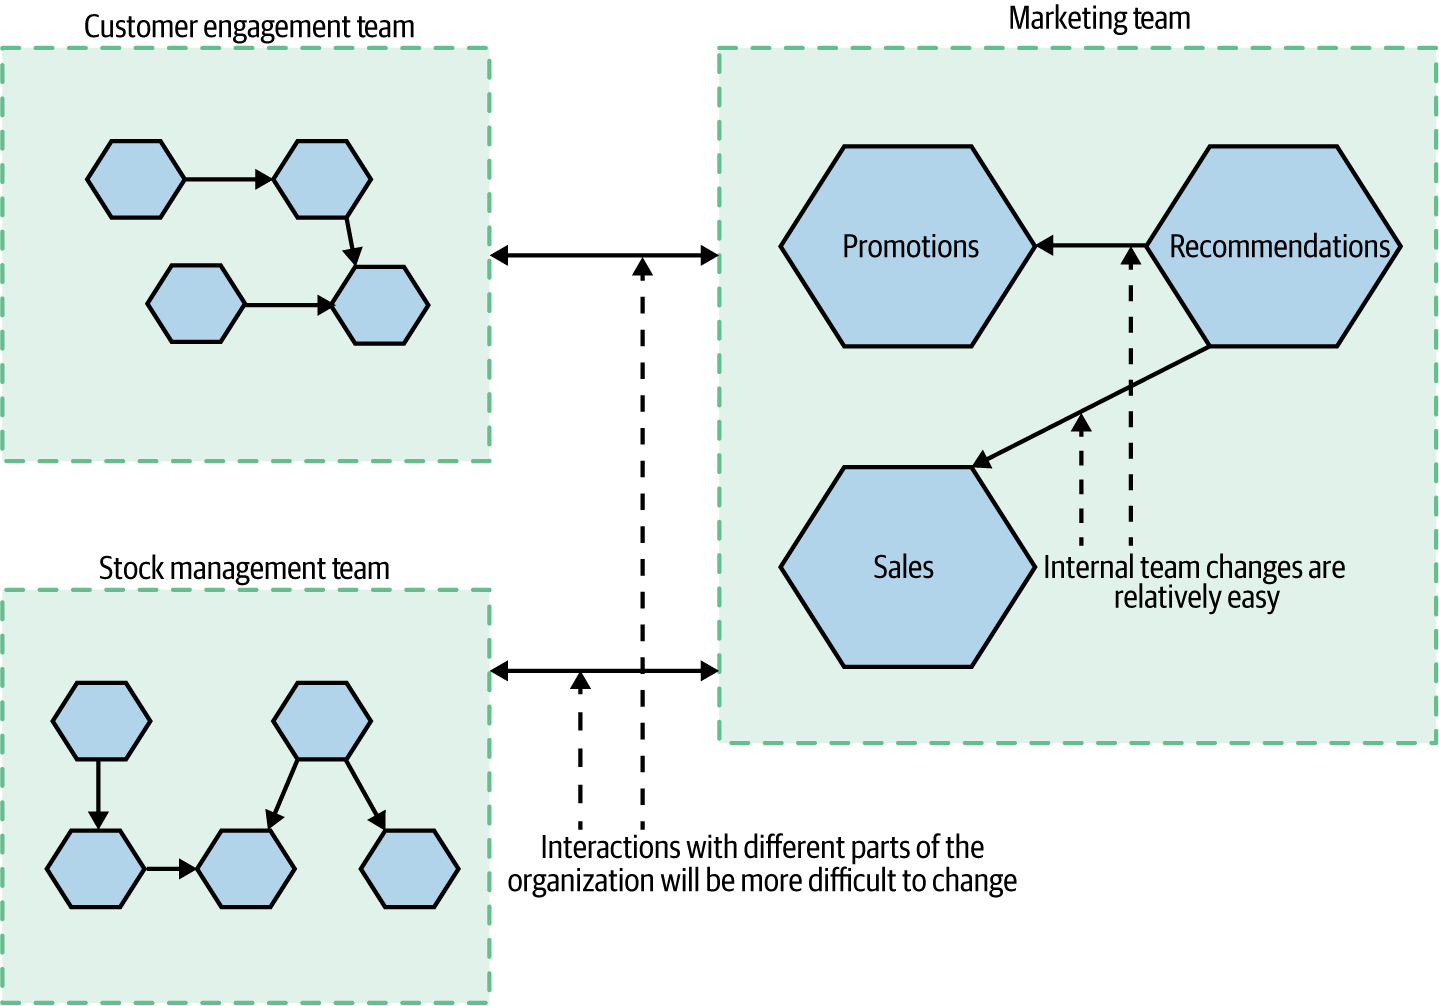 Customer engagement team
Marketing team
Promotions
Recommendations
Sales
Internal team changes are
relatively easy
Stock management team
Interactions with different parts of the
organization will be more difficult to change